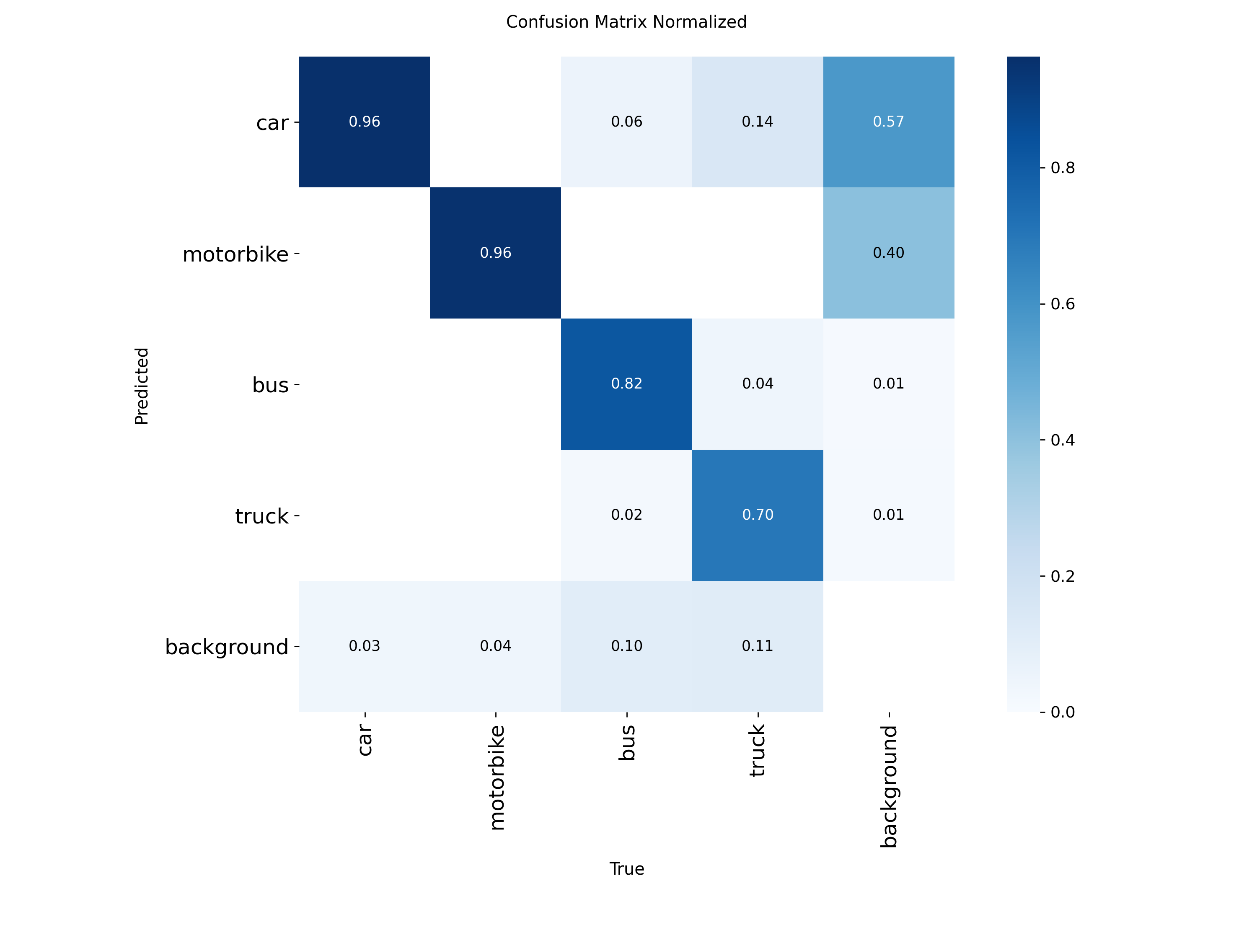 Confusion Matrix Normalized
car
0.96
0.06
0.14
0.57
0.8
motorbike
0.96
0.40
0.6
Predicted
bus
0.82
0.04
0.01
0.4
truck
0.02
0.70
0.01
0.2
background
0.03
0.04
0.10
0.11
0.0
car
motorbike
bus
truck
background
True